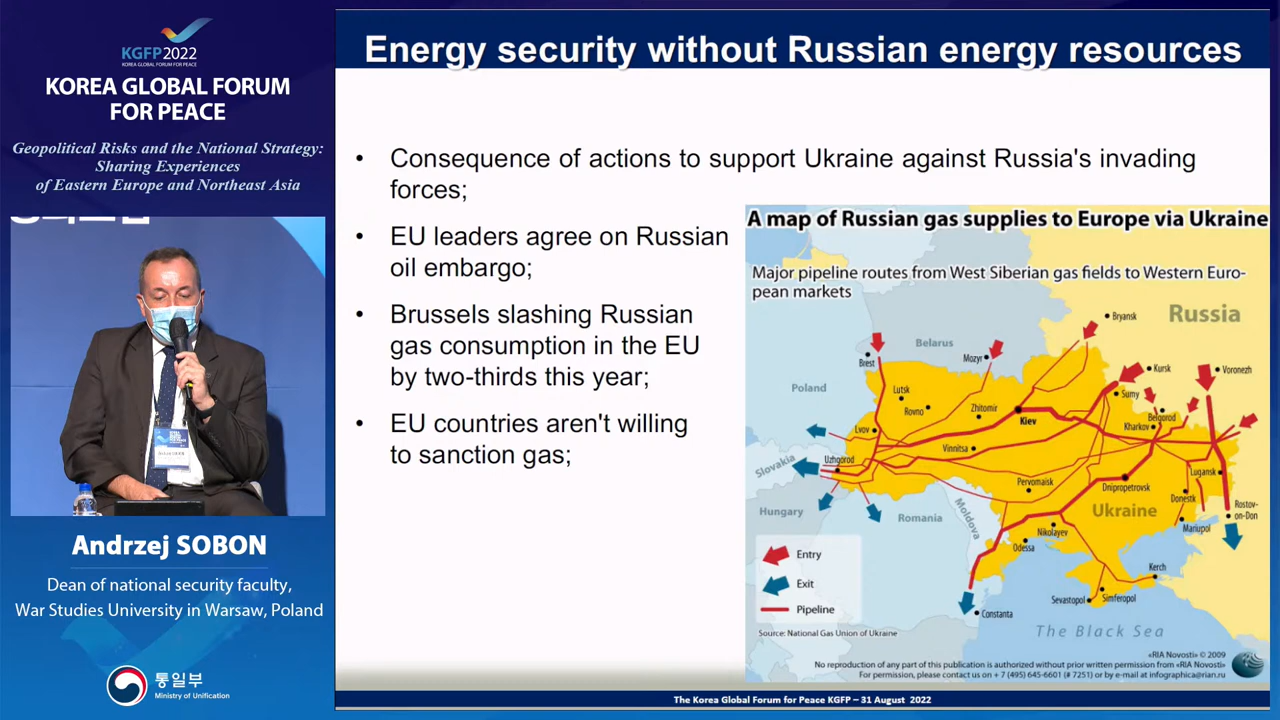 KGFP2022
KOREA GLOBAL FORUM FOR PEACE
KOREA GLOBAL FORUM
FOR PEACE
Geopolitical Risks and the National Strategy:
Sharing Experiences
of Eastern Europe and Northeast Asia
Andrzej SOBON
Dean of national security faculty,
War Studies University in Warsaw, Poland
통일부
Ministry of Unification
Energy security without Russian energy resources
• Consequence of actions to support Ukraine against Russia's invading
forces;
• EU leaders agree on Russian
oil embargo;
• Brussels slashing Russian
gas consumption in the EU
by two-thirds this year;
• EU countries aren't willing
to sanction gas;
A map of Russian gas supplies to Europe via Ukraine
Major pipeline routes from West Siberian gas fields to Western Euro-
pean markets
Bryansk
Russia
Belarus
Mozyr
Brest
Kursk
Voronezh
Poland
Lutsk
Rovno
Zhitomir
Sumy
Belgorod
Kiev
Kharkov
Lvov
Vinnitsa
Uzhgorod
Slovakia
Lugansk
Pervomaisk
Dnipropetrovsk
Donetsk
Hungary
Romania
Moldova
Ukraine
Rostov-
on-Don
Mariupol
Nikolayev
Odessa
Entry
Exit
Pipeline
Kerch
Simferopol
Sevastopol
Constanta
The Black Sea
Source: National Gas Union of Ukraine
«RIA Novosti» © 2009
No reproduction of any part of this publication is authorized without prior written permission from «RIA Novosti»
For permission, please contact us on + 7 (495) 645-6601 (# 7251) or by e-mail at infographica@rian.ru
The Korea Global Forum for Peace KGFP – 31 August 2022